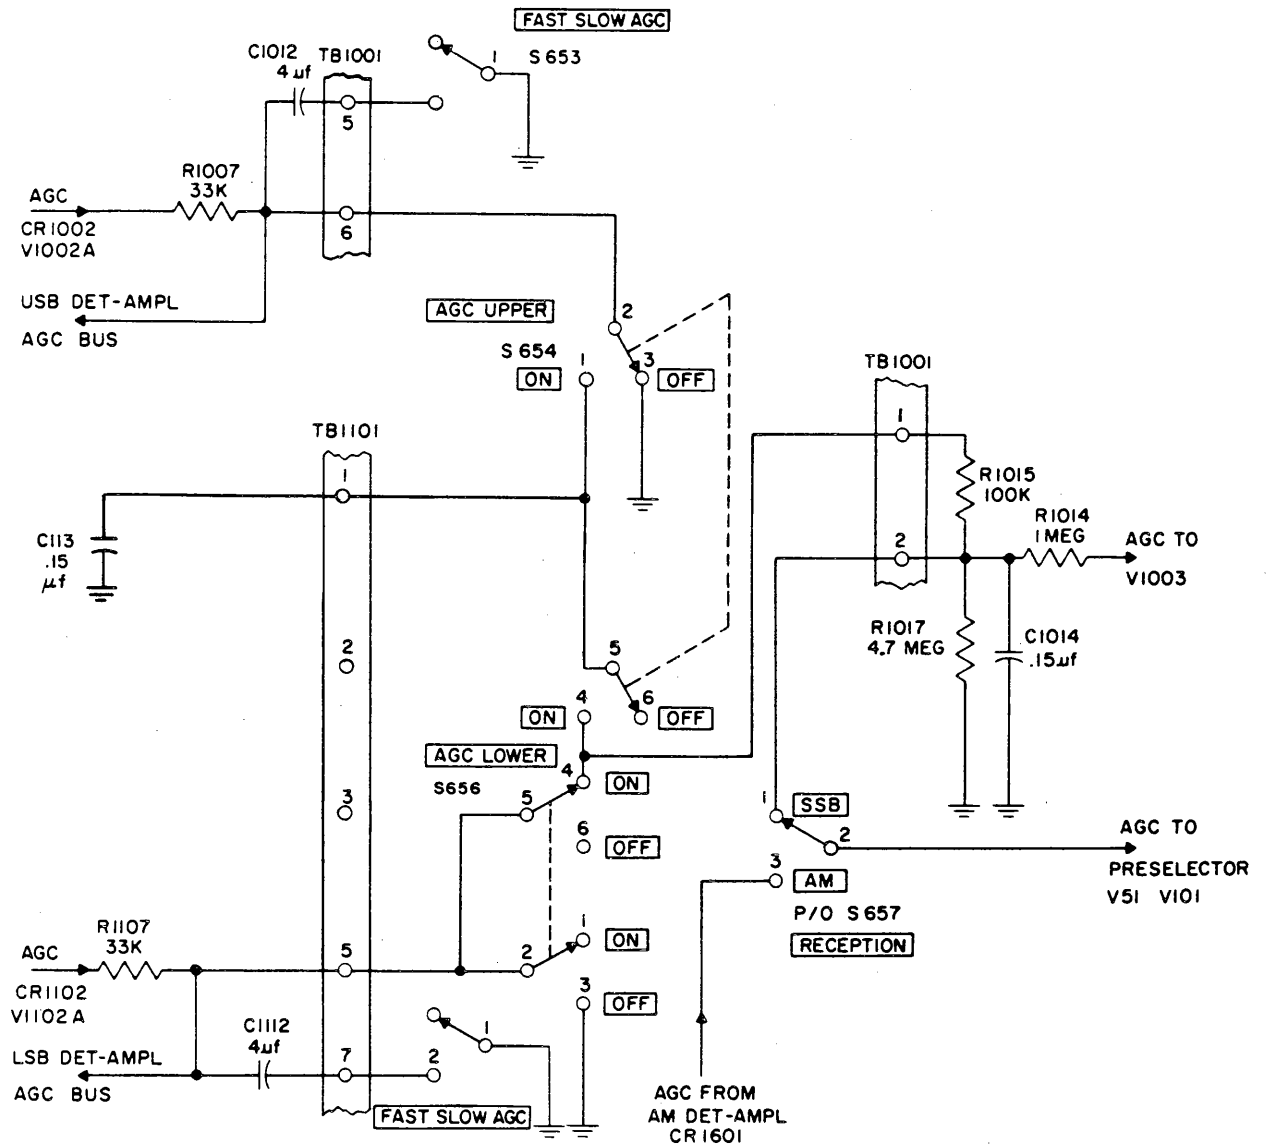 FAST SLOW AGC
S 653
1
C1012
4 µf
TB1001
5
R1007
33K
AGC
CR1002
V1002A
6
USB DET-AMPL
AGC BUS
AGC UPPER
S 654
2
1
3
ON
OFF
TB1001
1
R1015
100K
R1014
1 MEG
AGC TO
V1003
2
R1017
4.7 MEG
C1014
.15µf
TB1101
1
C113
.15
µf
2
5
4
6
ON
OFF
AGC LOWER
S656
4
ON
5
3
6
OFF
1
SSB
2
AGC TO
PRESELECTOR
V51 V101
3
AM
P/O S 657
RECEPTION
R1107
33K
AGC
CR1102
V1102A
5
2
1
ON
3
OFF
C1112
4µf
1
LSB DET-AMPL
AGC BUS
7
2
FAST SLOW AGC
AGC FROM
AM DET-AMPL
CR1601